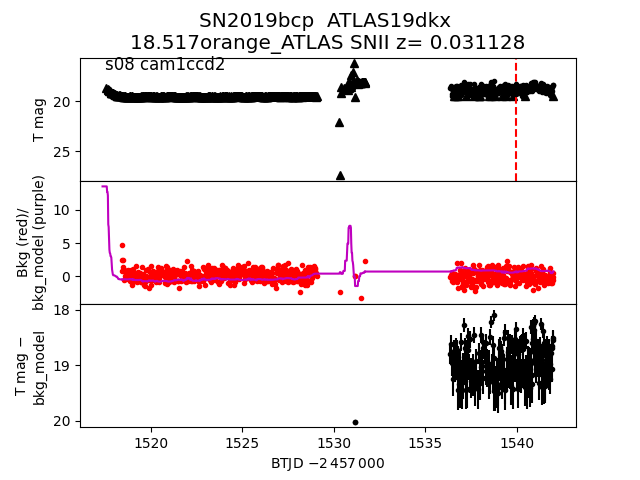 SN2019bcp ATLAS19dkx
18.517orange_ATLAS SNII z= 0.031128
s08 cam1ccd2
T mag
20
25
Bkg (red)/
bkg_model (purple)
10
5
0
T mag −
bkg_model
18
19
20
1520
1525
1530
1535
1540
BTJD −2 457 000